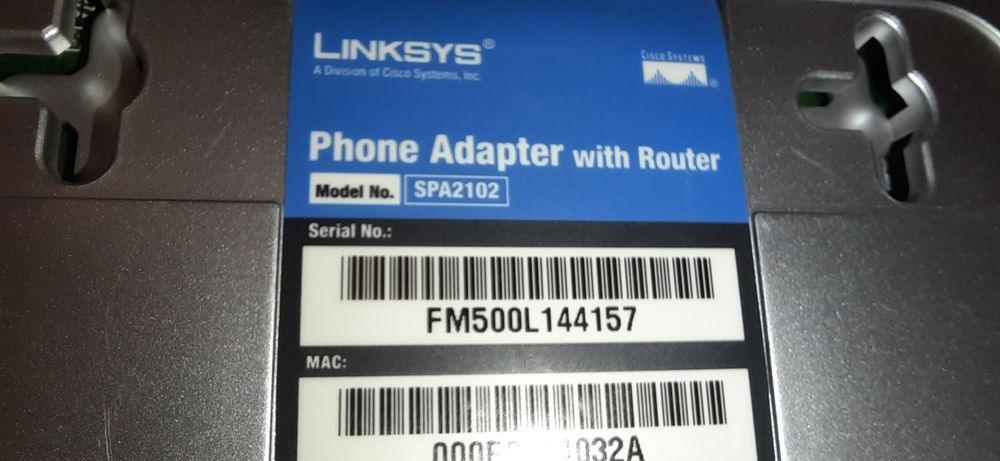 LINKSYS®
A Division of Cisco Systems, Inc.
CISCO SYSTEMS
®
Phone Adapter with Router
Model No. SPA2102
Serial No.:
FM500L144157
MAC: